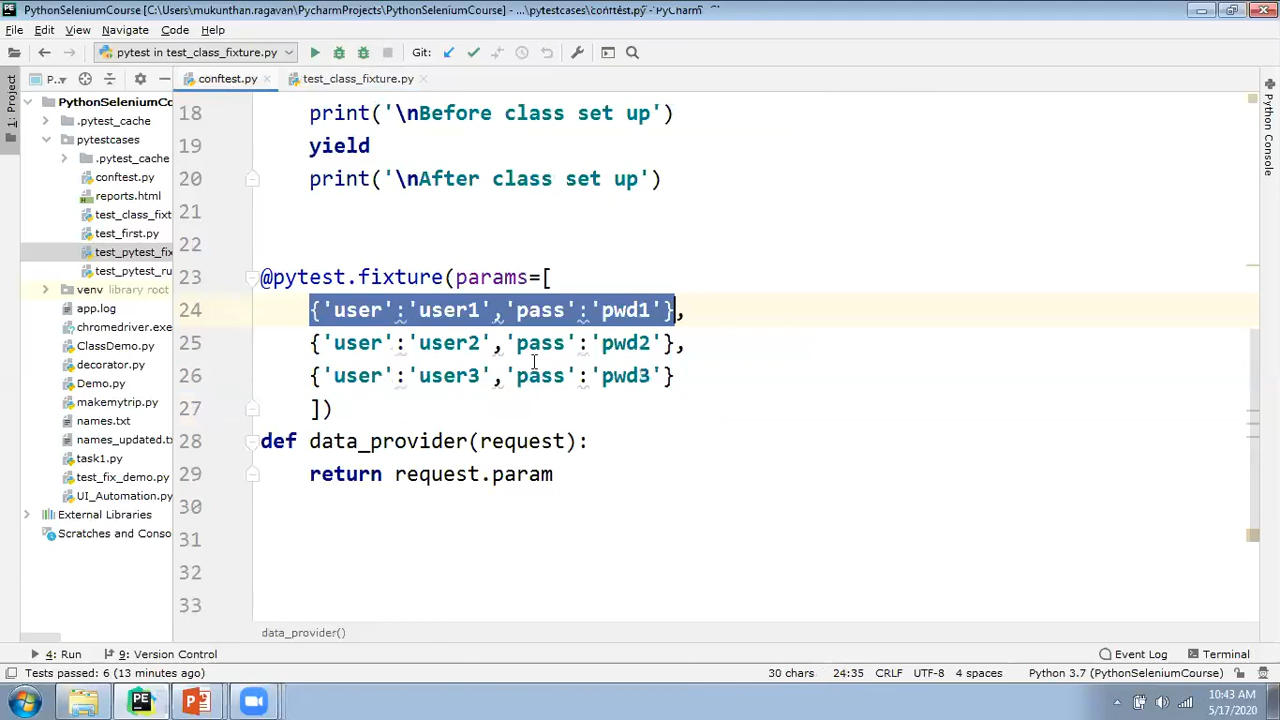 PythonSeleniumCourse [C:\Users\mukunthan.ragavan\PycharmProjects\PythonSeleniumCourse] - ...\pytestcases\conftest.py - PyCharm
File Edit View Navigate Code Help
pytest in test_class_fixture.py Git:
1: Project
P.. conftest.py test_class_fixture.py
PythonSeleniumCo
.pytest_cache
pytestcases
.pytest_cache
conftest.py
reports.html
test_class_fixt
test_first.py
test_pytest_fix
test_pytest_ru
venv library root
app.log
chromedriver.exe
ClassDemo.py
decorator.py
Demo.py
makemytrip.py
names.txt
names_updated.tx
task1.py
test_fix_demo.py
UI_Automation.py
External Libraries
Scratches and Conso
18 print('\nBefore class set up')
19 yield
20 print('\nAfter class set up')
21
22
23 @pytest.fixture(params=[
24 {'user':'user1','pass':'pwd1'},
25 {'user':'user2','pass':'pwd2'},
26 {'user':'user3','pass':'pwd3'}
27 ])
28 def data_provider(request):
29 return request.param
30
31
32
33
data_provider()
Python Console
4: Run 9: Version Control Event Log Terminal
Tests passed: 6 (13 minutes ago) 30 chars 24:35 CRLF UTF-8 4 spaces Python 3.7 (PythonSeleniumCourse)
10:43 AM
5/17/2020